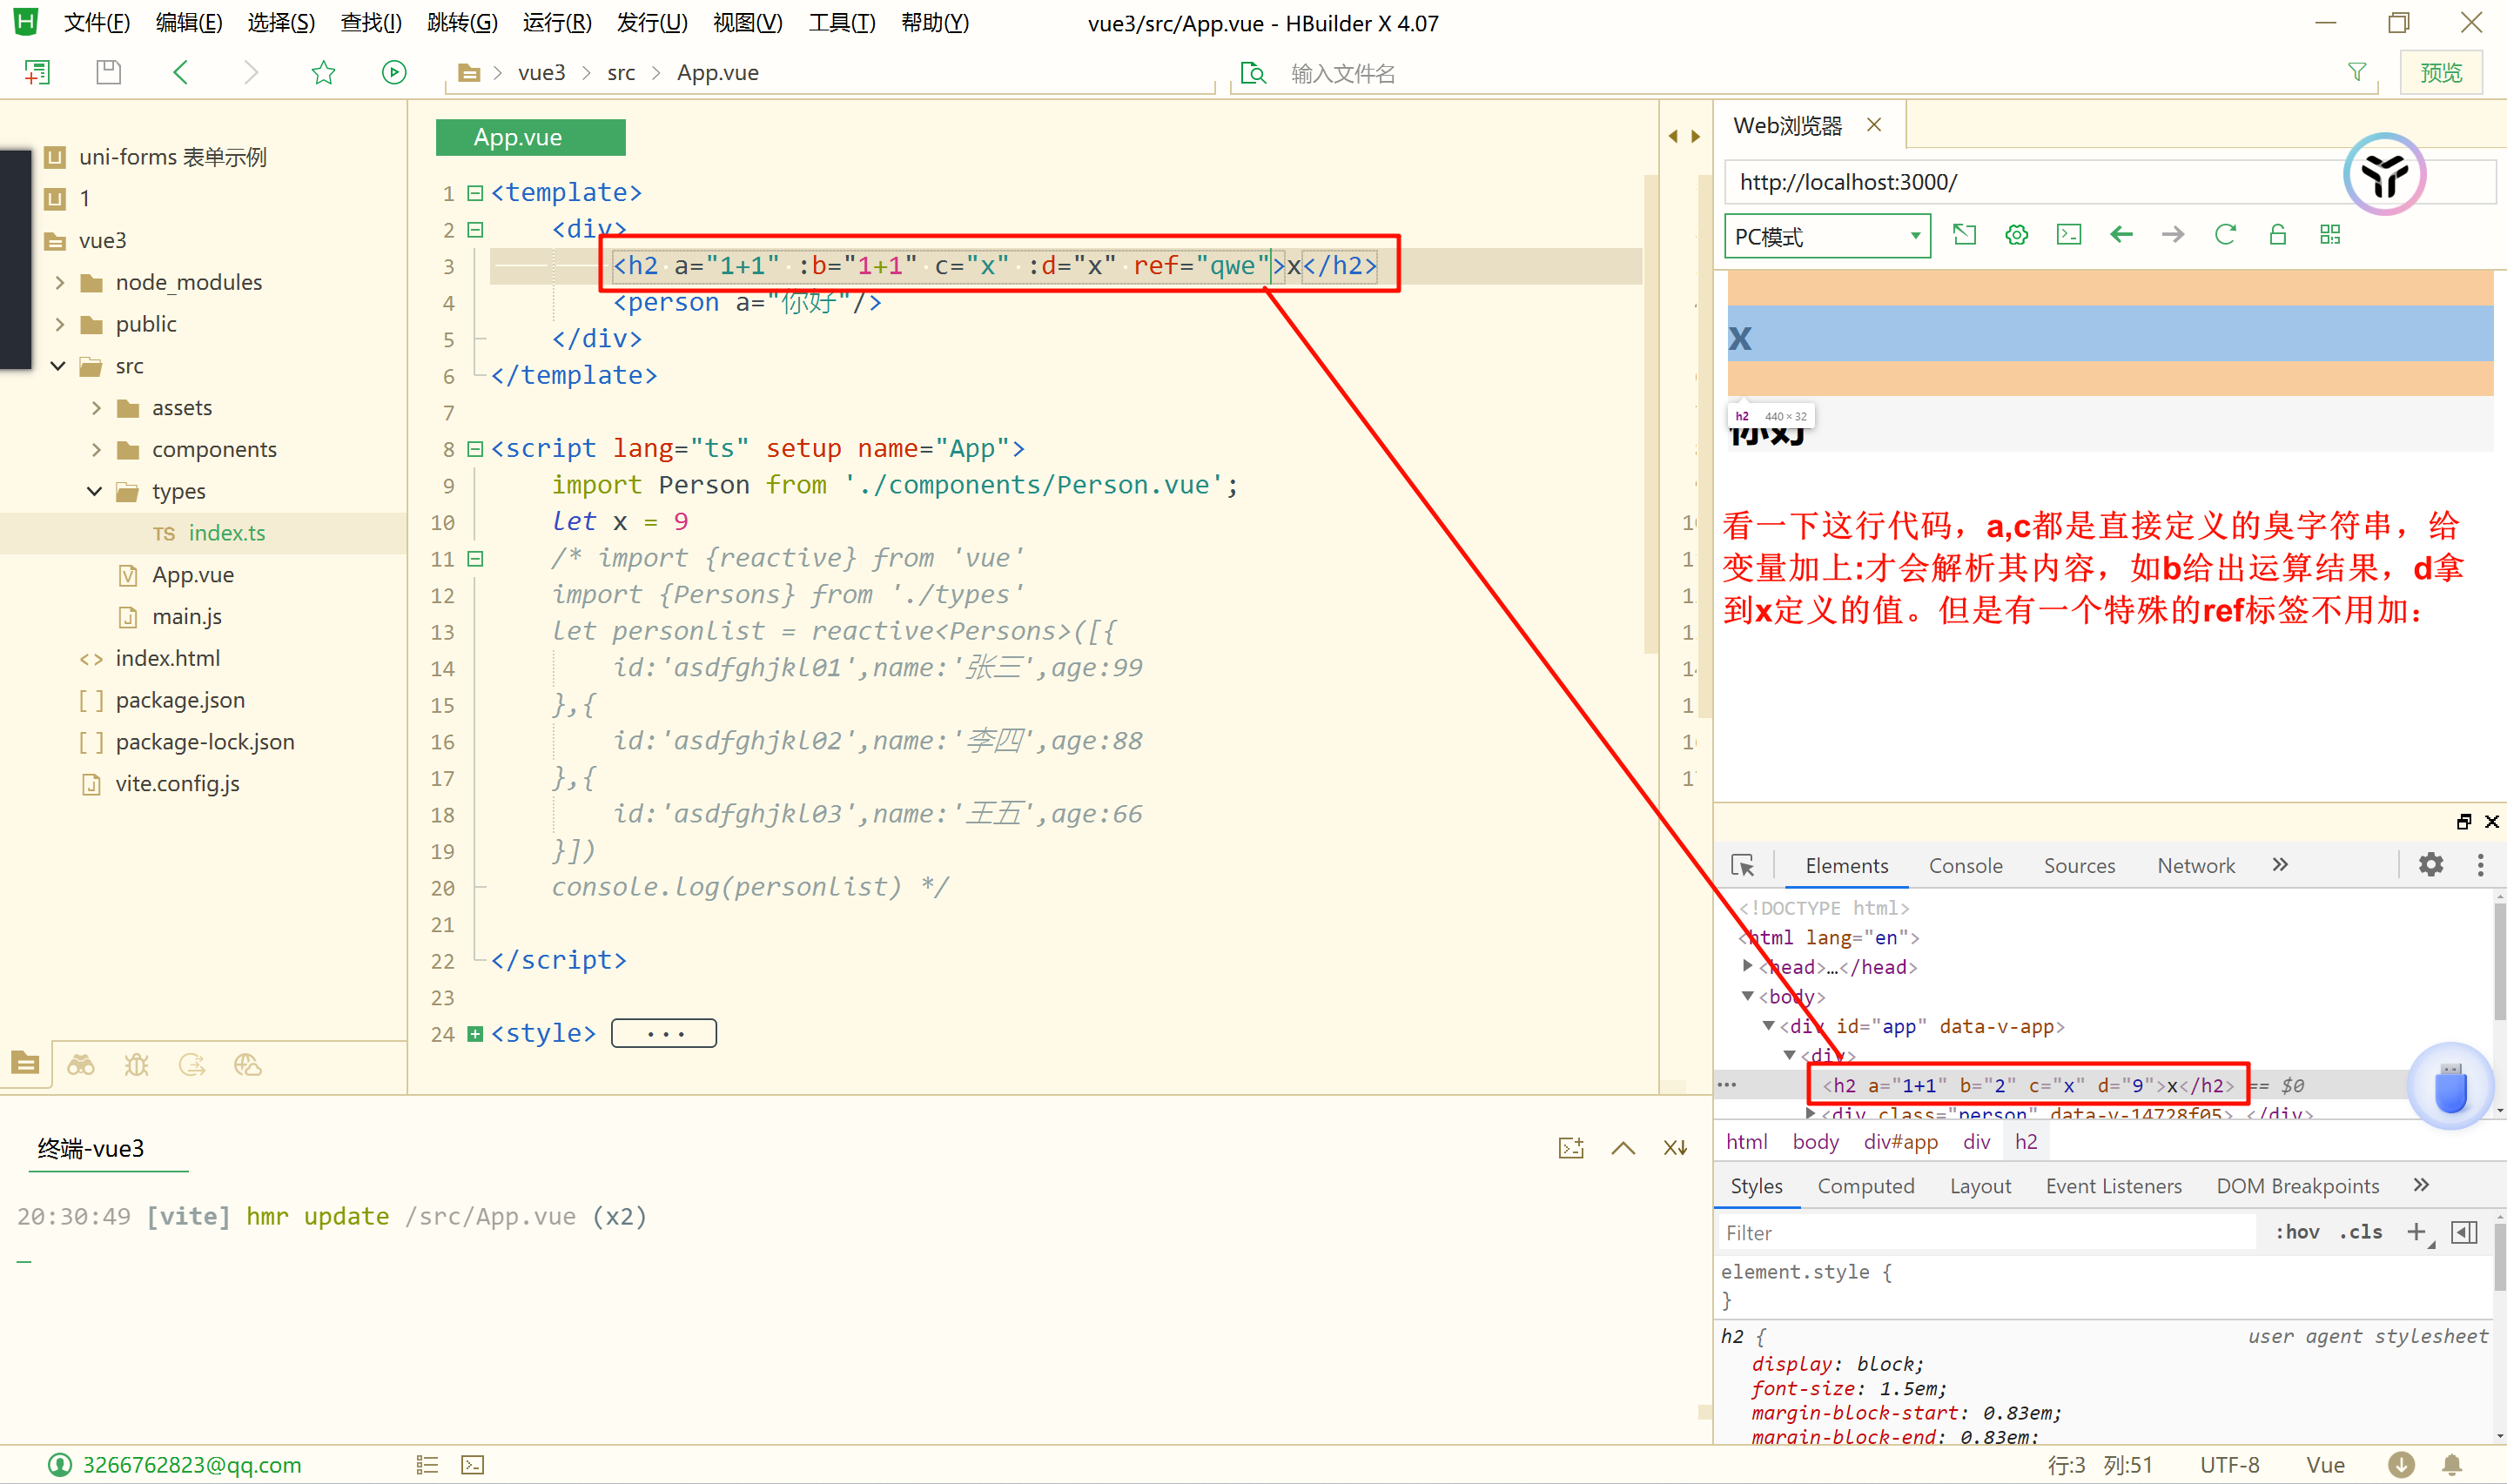 文件(F) 编辑(E) 选择(S) 查找(I) 跳转(G) 运行(R) 发行(U) 视图(V) 工具(T) 帮助(Y) vue3/src/App.vue - HBuilder X 4.07
vue3 src App.vue 输入文件名 预览
uni-forms 表单示例
1
vue3
node_modules
public
src
assets
components
types
TS index.ts
App.vue
main.js
index.html
package.json
package-lock.json
vite.config.js
App.vue
1 <template>
2 <div>
3 <h2 a="1+1" :b="1+1" c="x" :d="x" ref="qwe">x</h2>
4 <person a="你好"/>
5 </div>
6 </template>
7
8 <script lang="ts" setup name="App">
9 import Person from './components/Person.vue';
10 let x = 9
11 /* import {reactive} from 'vue'
12 import {Persons} from './types'
13 let personlist = reactive<Persons>([{
14 id:'asdfghjkl01',name:'张三',age:99
15 },{
16 id:'asdfghjkl02',name:'李四',age:88
17 },{
18 id:'asdfghjkl03',name:'王五',age:66
19 }])
20 console.log(personlist) */
21
22 </script>
23
24 <style> ...
Web浏览器
http://localhost:3000/
PC模式
x
h2 440 × 32
你好
看一下这行代码，a,c都是直接定义的臭字符串，给
变量加上:才会解析其内容，如b给出运算结果，d拿
到x定义的值。但是有一个特殊的ref标签不用加：
Elements Console Sources Network
<!DOCTYPE html>
<html lang="en">
<head>…</head>
<body>
<div id="app" data-v-app>
<div>
<h2 a="1+1" b="2" c="x" d="9">x</h2> == $0
<div class="person" data-v-14728f05> </div>
html body div#app div h2
Styles Computed Layout Event Listeners DOM Breakpoints
Filter :hov .cls
element.style {
}
h2 { user agent stylesheet
display: block;
font-size: 1.5em;
margin-block-start: 0.83em;
margin-block-end: 0.83em;
终端-vue3
20:30:49 [vite] hmr update /src/App.vue (x2)
3266762823@qq.com 行:3 列:51 UTF-8 Vue